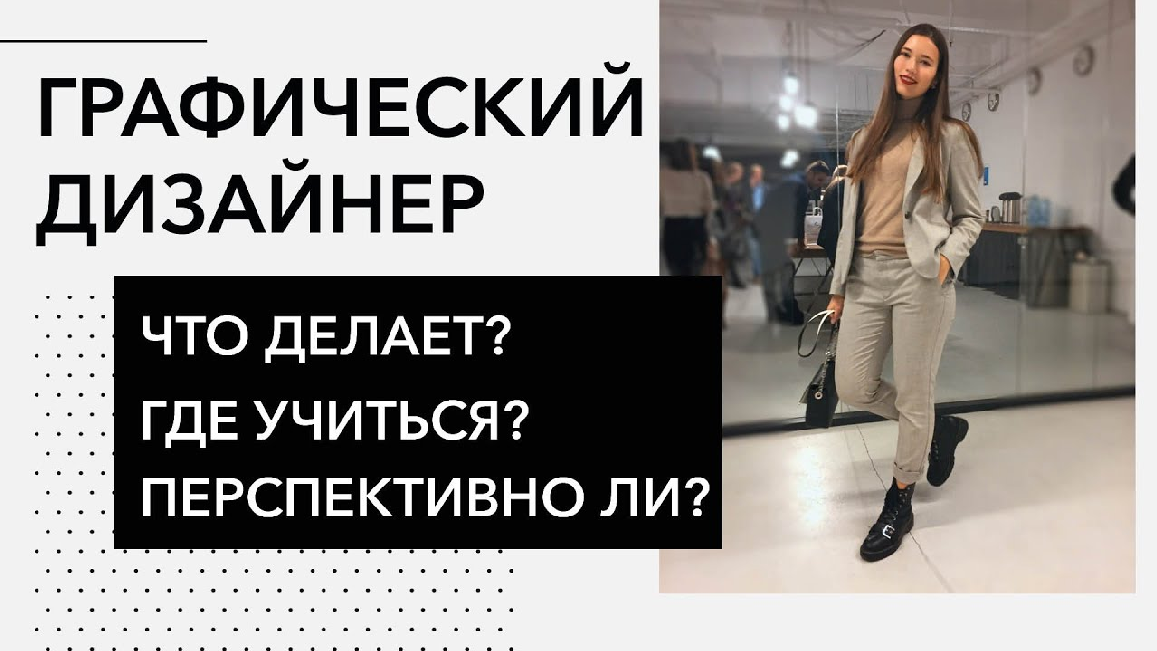 ГРАФИЧЕСКИЙ
ДИЗАЙНЕР
ЧТО ДЕЛАЕТ?
ГДЕ УЧИТЬСЯ?
ПЕРСПЕКТИВНО ЛИ?